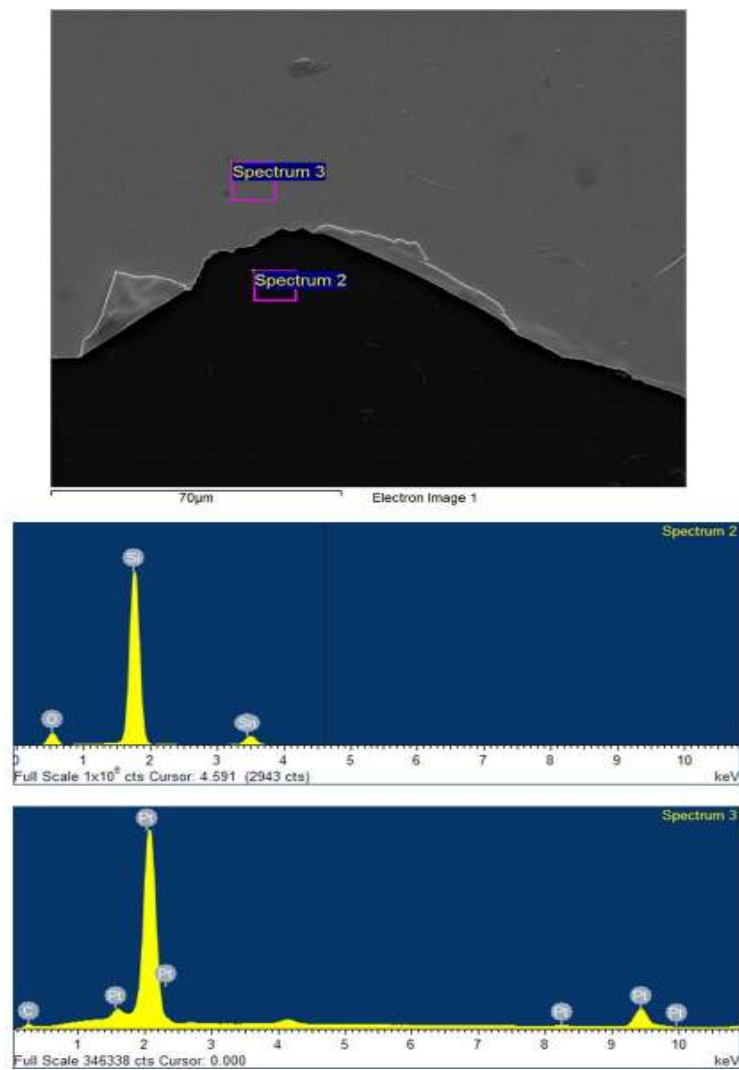 Spectrum 3
Spectrum 2
70µm Electron Image 1
Spectrum 2
Si
O
Sn
0 1 2 3 4 5 6 7 8 9 10
Full Scale 1x10⁶ cts Cursor: 4.591 (2943 cts) keV
Spectrum 3
Pt
Pt
C Pt Pt Pt Pt
0 1 2 3 4 5 6 7 8 9 10
Full Scale 346338 cts Cursor: 0.000 keV